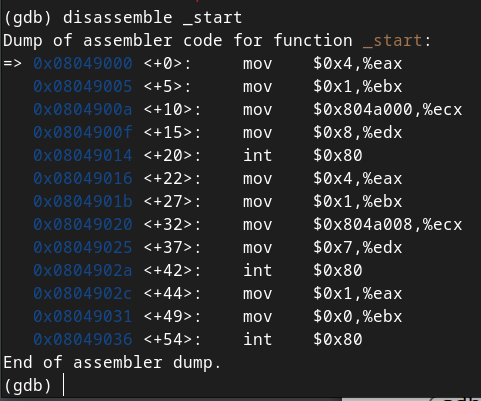 (gdb) disassemble _start
Dump of assembler code for function _start:
=> 0x08049000 <+0>:     mov    $0x4,%eax
   0x08049005 <+5>:     mov    $0x1,%ebx
   0x0804900a <+10>:    mov    $0x804a000,%ecx
   0x0804900f <+15>:    mov    $0x8,%edx
   0x08049014 <+20>:    int    $0x80
   0x08049016 <+22>:    mov    $0x4,%eax
   0x0804901b <+27>:    mov    $0x1,%ebx
   0x08049020 <+32>:    mov    $0x804a008,%ecx
   0x08049025 <+37>:    mov    $0x7,%edx
   0x0804902a <+42>:    int    $0x80
   0x0804902c <+44>:    mov    $0x1,%eax
   0x08049031 <+49>:    mov    $0x0,%ebx
   0x08049036 <+54>:    int    $0x80
End of assembler dump.
(gdb)